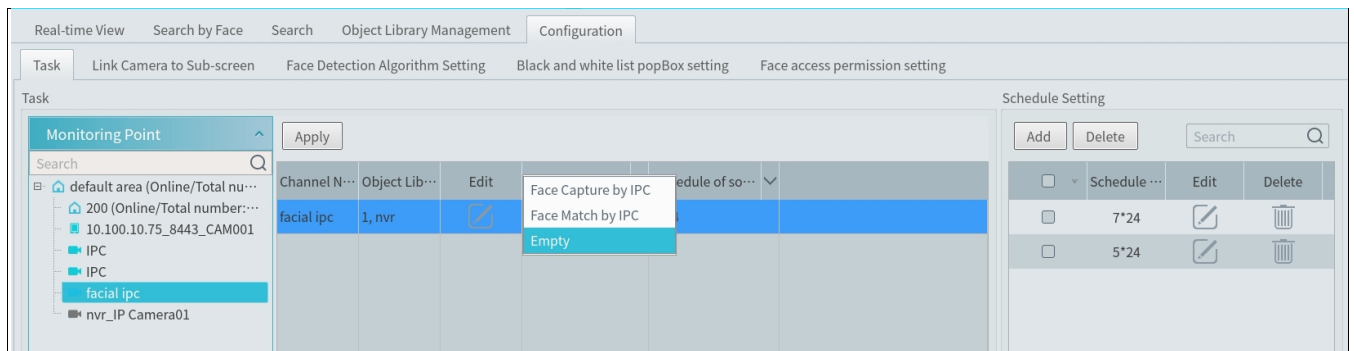 Real-time View Search by Face Search Object Library Management Configuration
Task Link Camera to Sub-screen Face Detection Algorithm Setting Black and white list popBox setting Face access permission setting
Task
Monitoring Point
Search
default area (Online/Total nu···
200 (Online/Total number:···
10.100.10.75_8443_CAM001
IPC
IPC
facial ipc
nvr_IP Camera01
Apply
Channel N··· Object Lib··· Edit edule of so···
facial ipc 1, nvr
Face Capture by IPC
Face Match by IPC
Empty
Schedule Setting
Add Delete Search
Schedule ··· Edit Delete
7*24
5*24